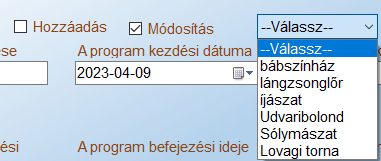 Hozzáadás Módosítás --Válassz--
ése A program kezdési dátuma
2023-04-09
--Válassz--
bábszínház
lángzsonglőr
íjászat
Udvaribolond
Sólymászat
Lovagi torna
ési A program befejezési ideje